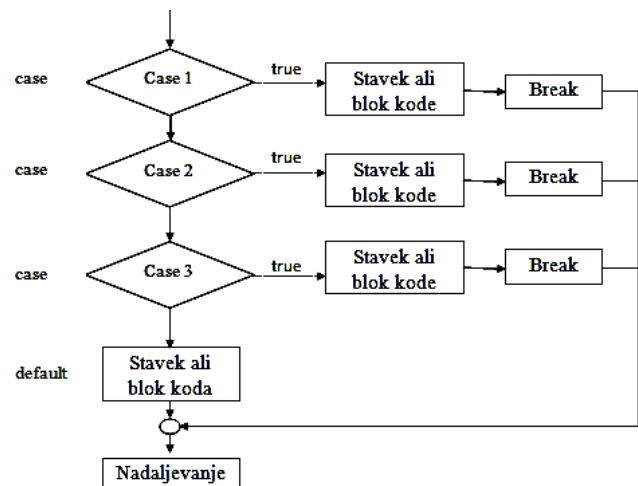 case
Case 1
true
Stavek ali
blok kode
Break
case
Case 2
true
Stavek ali
blok kode
Break
case
Case 3
true
Stavek ali
blok kode
Break
default
Stavek ali
blok koda
Nadaljevanje